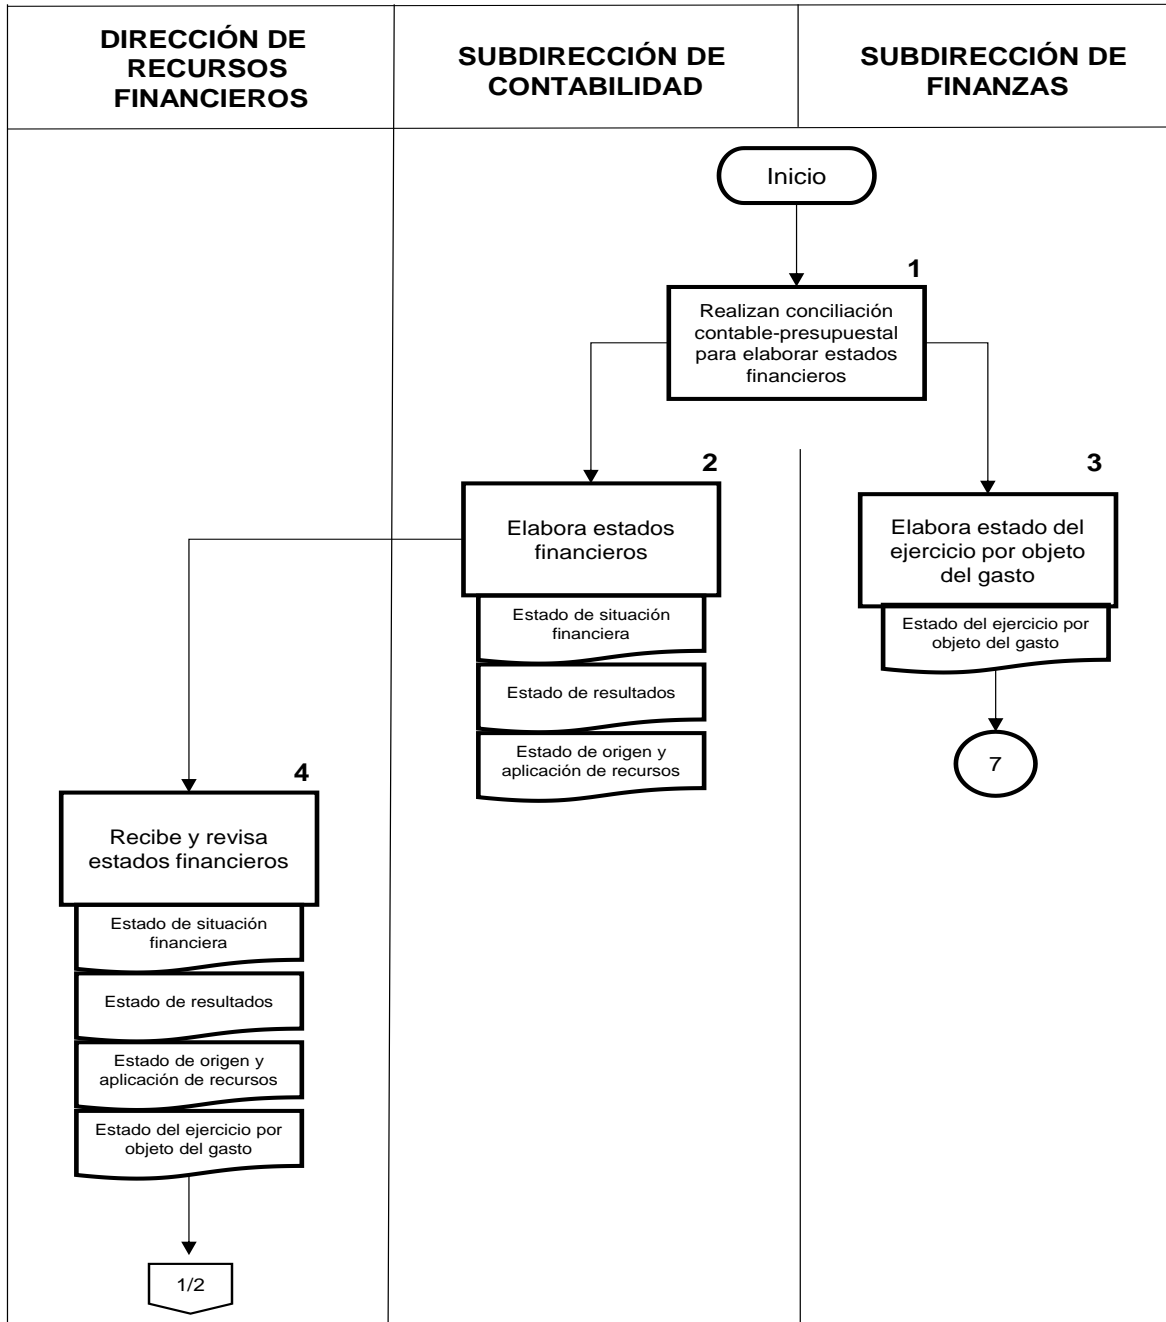 DIRECCIÓN DE
RECURSOS
FINANCIEROS
SUBDIRECCIÓN DE
CONTABILIDAD
SUBDIRECCIÓN DE
FINANZAS
Inicio
1
Realizan conciliación
contable-presupuestal
para elaborar estados
financieros
2
Elabora estados
financieros
Estado de situación
financiera
Estado de resultados
Estado de origen y
aplicación de recursos
3
Elabora estado del
ejercicio por objeto
del gasto
Estado del ejercicio por
objeto del gasto
7
4
Recibe y revisa
estados financieros
Estado de situación
financiera
Estado de resultados
Estado de origen y
aplicación de recursos
Estado del ejercicio por
objeto del gasto
1/2